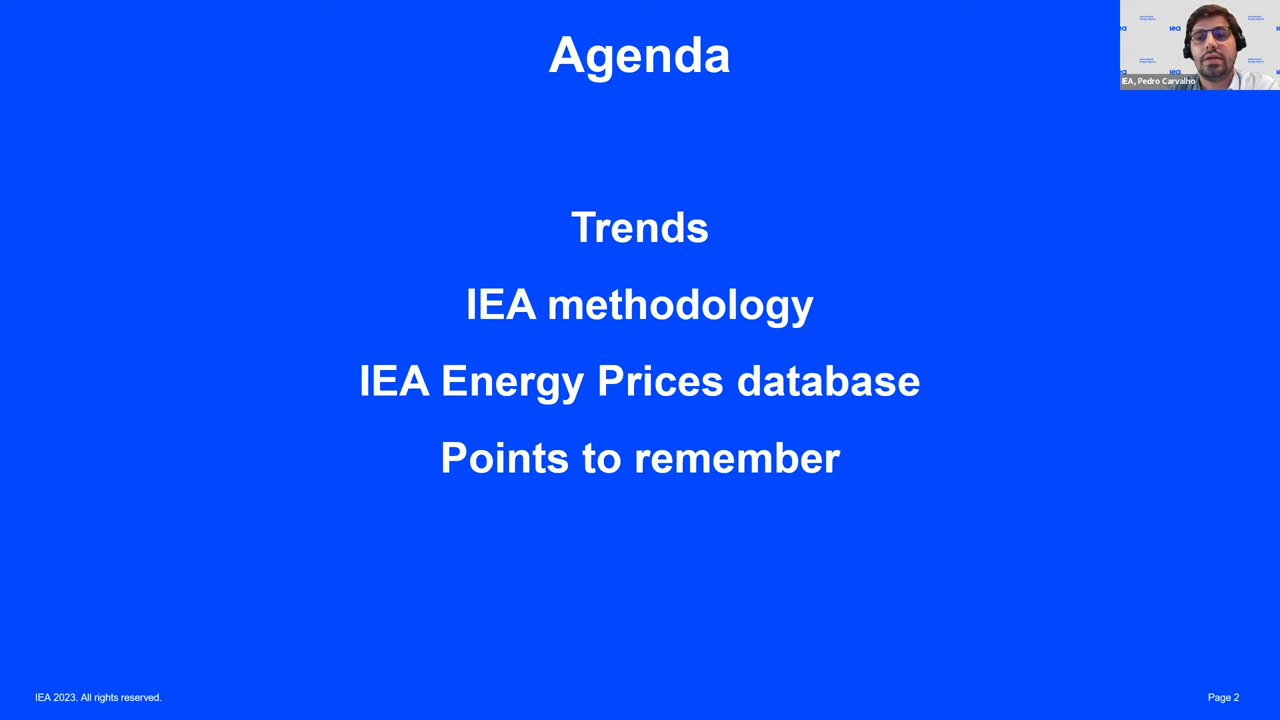 Agenda
IEA, Pedro Carvalho
Trends
IEA methodology
IEA Energy Prices database
Points to remember
IEA 2023. All rights reserved.
Page 2